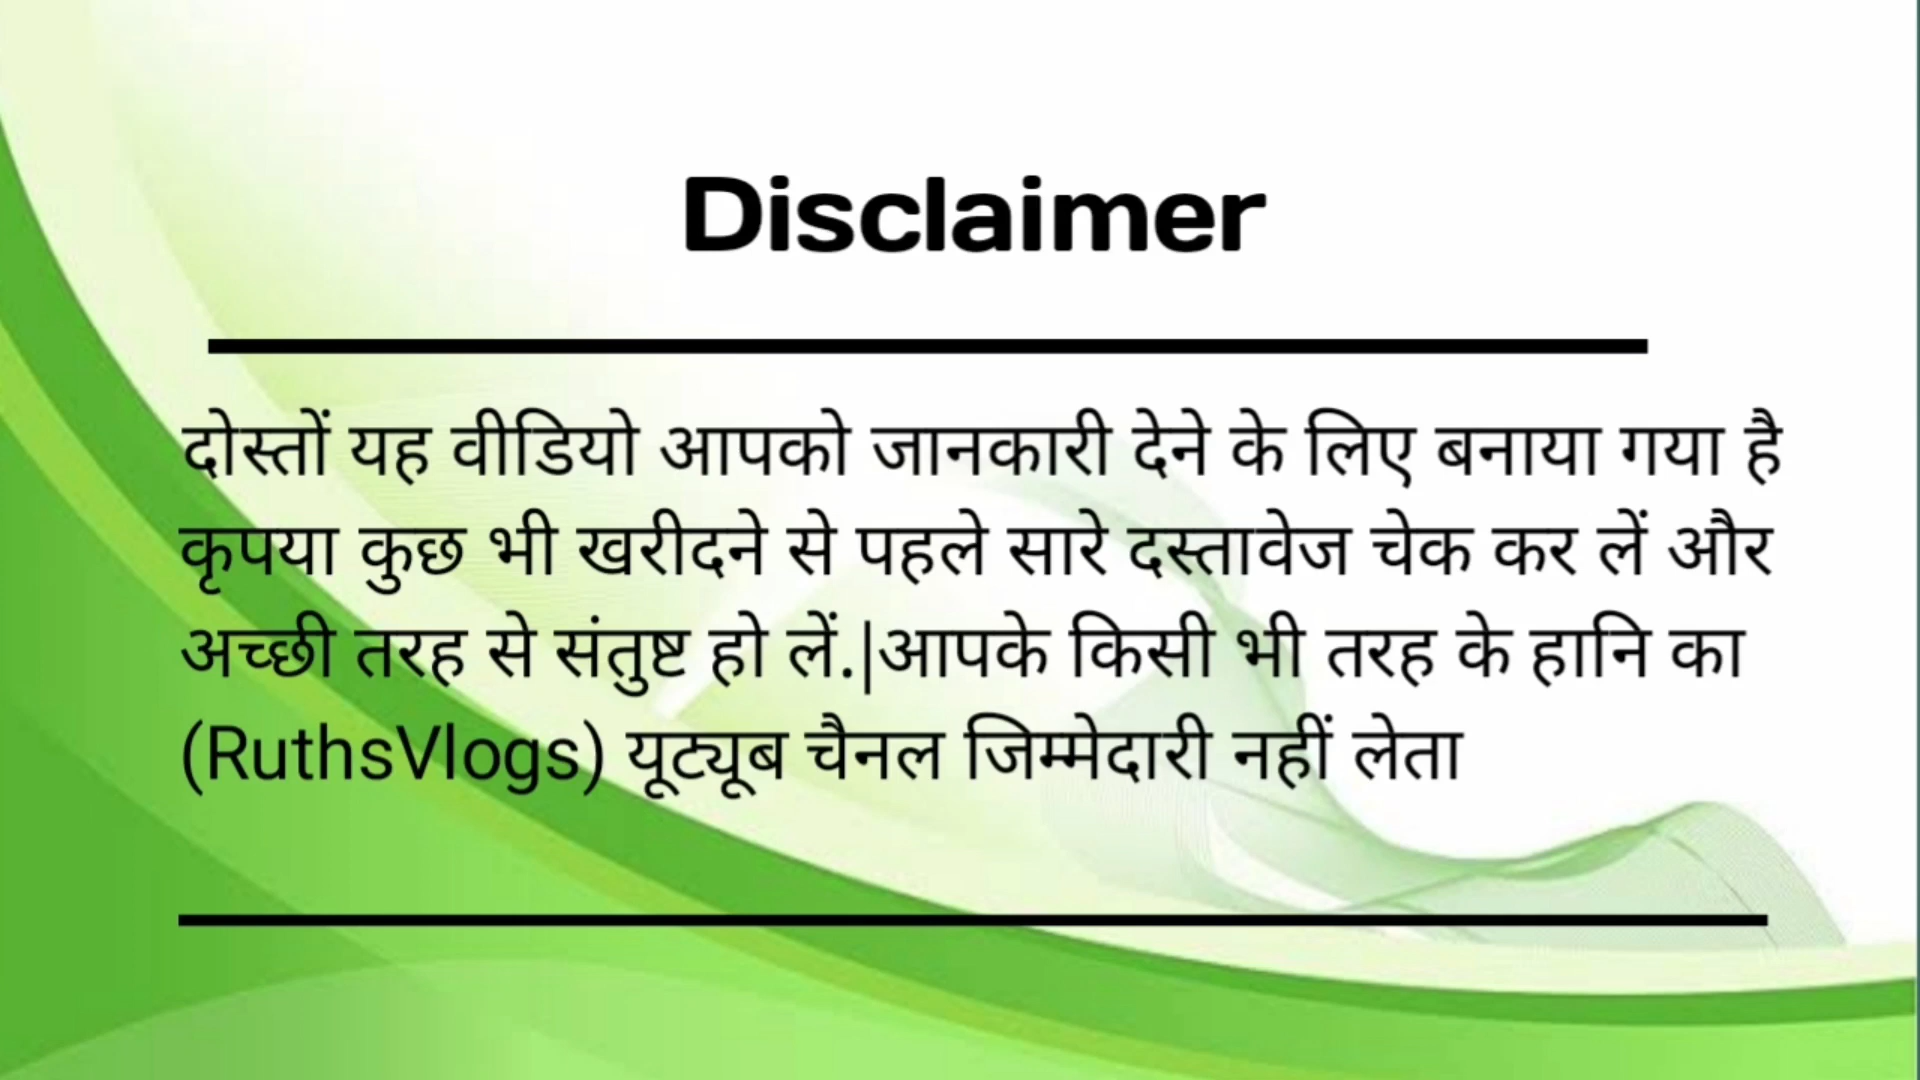 Disclaimer
दोस्तों यह वीडियो आपको जानकारी देने के लिए बनाया गया है
कृपया कुछ भी खरीदने से पहले सारे दस्तावेज चेक कर लें और
अच्छी तरह से संतुष्ट हो लें.|आपके किसी भी तरह के हानि का
(RuthsVlogs) यूट्यूब चैनल जिम्मेदारी नहीं लेता